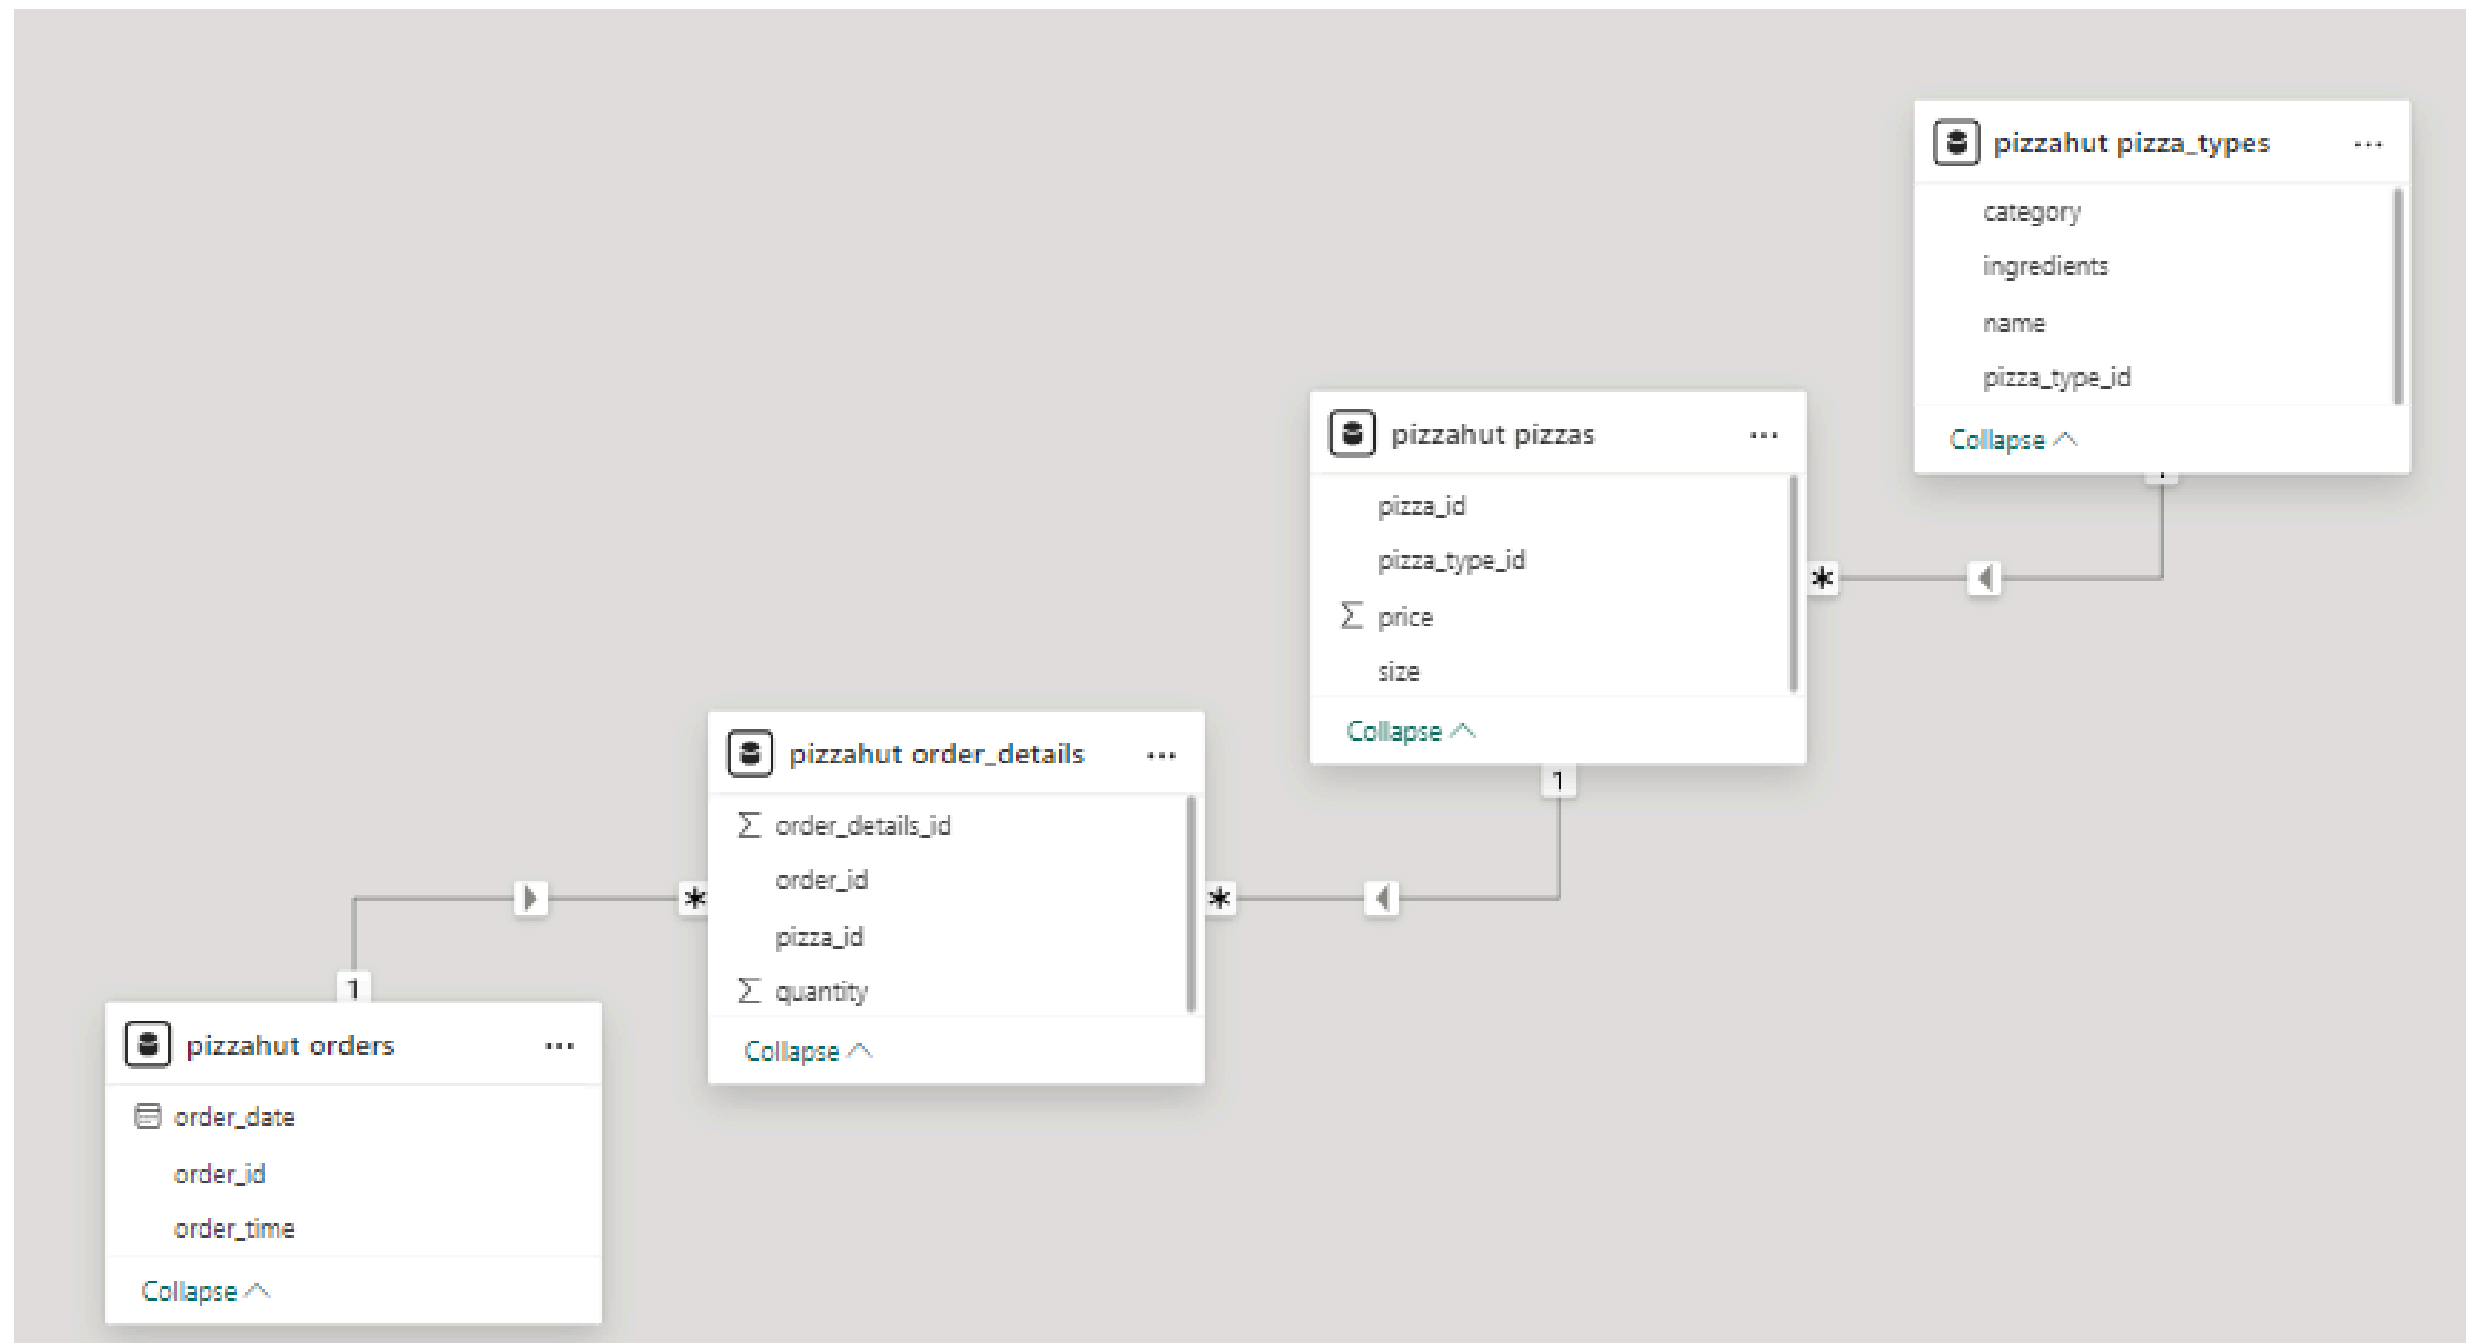 pizzahut pizza_types
category
ingredients
name
pizza_type_id
Collapse
pizzahut pizzas
pizza_id
pizza_type_id
Σ price
size
Collapse
*
1
pizzahut order_details
Σ order_details_id
order_id
pizza_id
Σ quantity
Collapse
*
*
1
pizzahut orders
order_date
order_id
order_time
Collapse